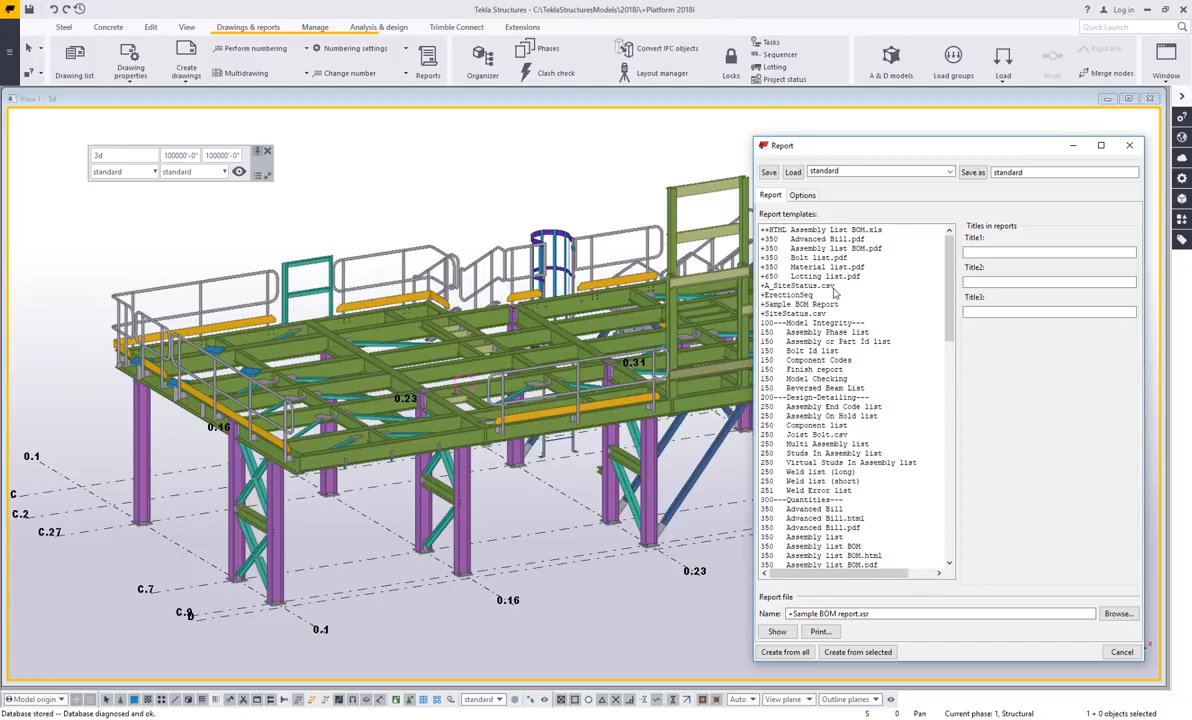 Tekla Structures - C:\TeklaStructuresModels\2018i\+Platform 2018i
Log in
Steel
Concrete
Edit
View
Drawings & reports
Manage
Analysis & design
Trimble Connect
Extensions
Quick Launch
Drawing list
Drawing properties
Create drawings
Perform numbering
Multidrawing
Numbering settings
Change number
Reports
Organizer
Phases
Clash check
Convert IFC objects
Layout manager
Locks
Tasks
Sequencer
Lotting
Project status
A & D models
Load groups
Load
Node
Rigid link
Merge nodes
Window
View 1 - 3d
3d
100000'-0"
100000'-0"
standard
standard
0.31
0.23
0.16
0.1
C
C.2
C.27
C.7
C.9
D
0.23
0.16
0.1
Report
Save
Load
standard
Save as
standard
Report
Options
Report templates:
++HTML Assembly List BOM.xls
+350 Advanced Bill.pdf
+350 Assembly list BOM.pdf
+350 Bolt list.pdf
+350 Material list.pdf
+650 Lotting list.pdf
+A_SiteStatus.csv
+ErectionSeq
+Sample BOM Report
+SiteStatus.csv
100---Model Integrity---
150 Assembly Phase list
150 Assembly or Part Id list
150 Bolt Id list
150 Component Codes
150 Finish report
150 Model Checking
150 Reversed Beam List
200---Design-Detailing---
250 Assembly End Code list
250 Assembly On Hold list
250 Component list
250 Joist Bolt.csv
250 Multi Assembly list
250 Studs In Assembly list
250 Virtual Studs In Assembly list
250 Weld list (long)
250 Weld list (short)
251 Weld Error list
300---Quantities---
350 Advanced Bill
350 Advanced Bill.html
350 Advanced Bill.pdf
350 Assembly list
350 Assembly list BOM
350 Assembly list BOM.html
350 Assembly list BOM.pdf
Titles in reports
Title1:
Title2:
Title3:
Report file
Name: +Sample BOM report.xsr
Browse...
Show
Print...
Create from all
Create from selected
Cancel
Model origin
standard
Auto
View plane
Outline planes
Database stored -- Database diagnosed and ok.
S
0
Pan
Current phase: 1, Structural
1 + 0 objects selected